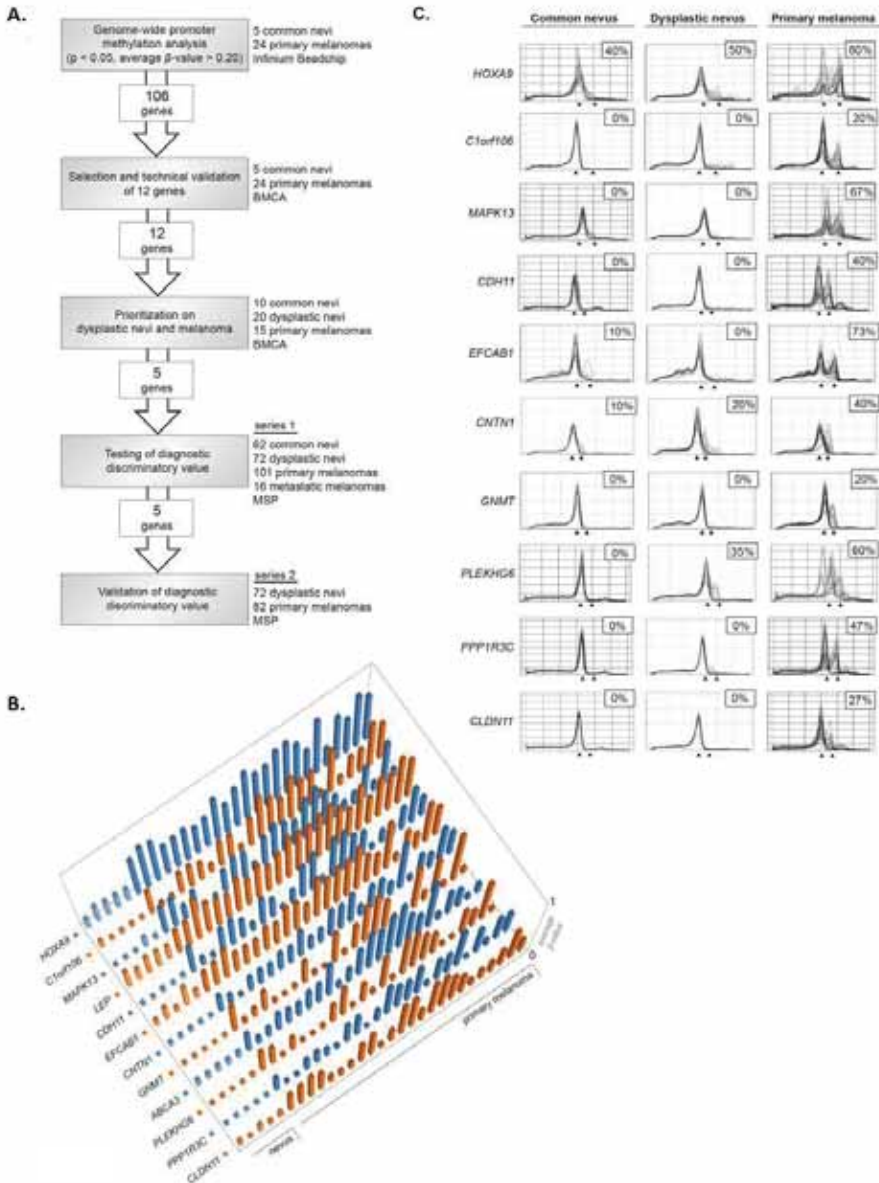 A.
Genome-wide promoter
methylation analysis
(p < 0.05, average β-value > 0.20)
5 common nevi
24 primary melanomas
Infinium Beadchip
106
genes
Selection and technical validation
of 12 genes
5 common nevi
24 primary melanomas
BMCA
12
genes
Prioritization on
dysplastic nevi and melanoma
10 common nevi
20 dysplastic nevi
15 primary melanomas
BMCA
5
genes
Testing of diagnostic
discriminatory value
series 1
62 common nevi
72 dysplastic nevi
101 primary melanomas
16 metastatic melanomas
MSP
5
genes
Validation of diagnostic
discriminatory value
series 2
72 dysplastic nevi
82 primary melanomas
MSP
B.
HOXA9
C1orf106
MAPK13
LEP
CDH11
EFCAB1
CNTN1
GNMT
ABCA3
PLEKHG6
PPP1R3C
CLDN11
nevus
primary melanoma
0
1
C.
Common nevus Dysplastic nevus Primary melanoma
HOXA9 40% 50% 80%
C1orf106 0% 0% 20%
MAPK13 0% 0% 67%
CDH11 0% 0% 40%
EFCAB1 10% 0% 73%
CNTN1 10% 20% 40%
GNMT 0% 0% 20%
PLEKHG6 0% 35% 60%
PPP1R3C 0% 0% 47%
CLDN11 0% 0% 27%